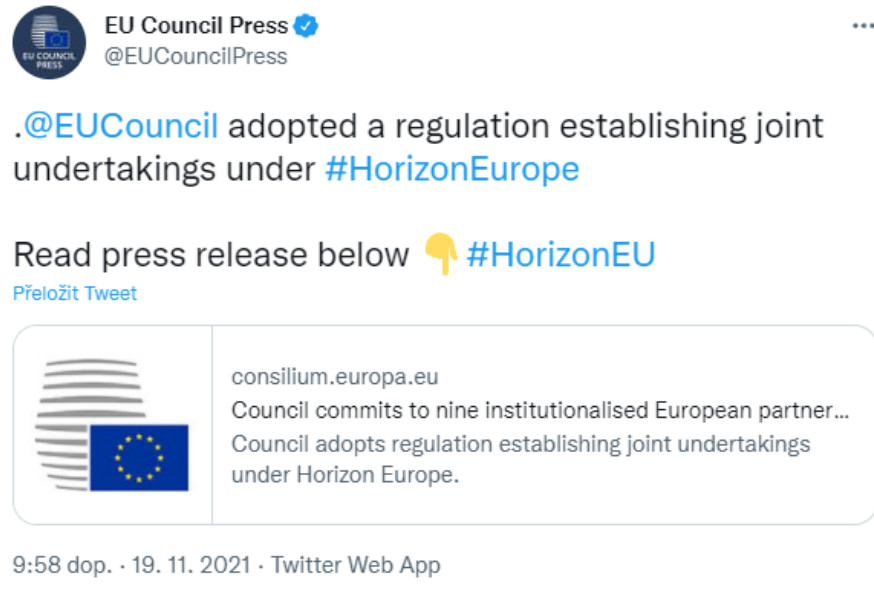 EU Council Press
@EUCouncilPress
EU COUNCIL
PRESS
.@EUCouncil adopted a regulation establishing joint
undertakings under #HorizonEurope
Read press release below 👇 #HorizonEU
Přeložit Tweet
consilium.europa.eu
Council commits to nine institutionalised European partner...
Council adopts regulation establishing joint undertakings
under Horizon Europe.
9:58 dop. · 19. 11. 2021 · Twitter Web App